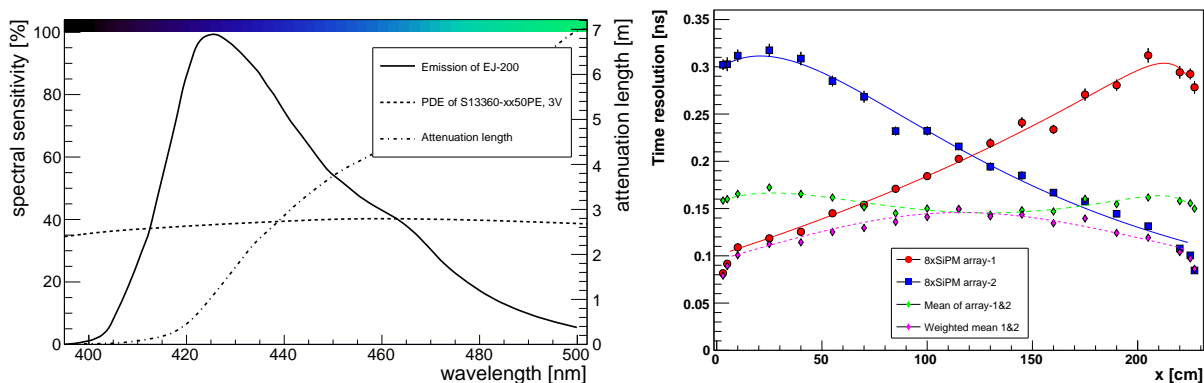 spectral sensitivity [%]
100
80
60
40
20
0
Emission of EJ-200
PDE of S13360-xx50PE, 3V
Attenuation length
7
6
5
4
3
2
1
0
attenuation length [m]
400 420 440 460 480 500
wavelength [nm]
Time resolution [ns]
0.35
0.3
0.25
0.2
0.15
0.1
0.05
0
8xSiPM array-1
8xSiPM array-2
Mean of array-1&2
Weighted mean 1&2
0 50 100 150 200
x [cm]